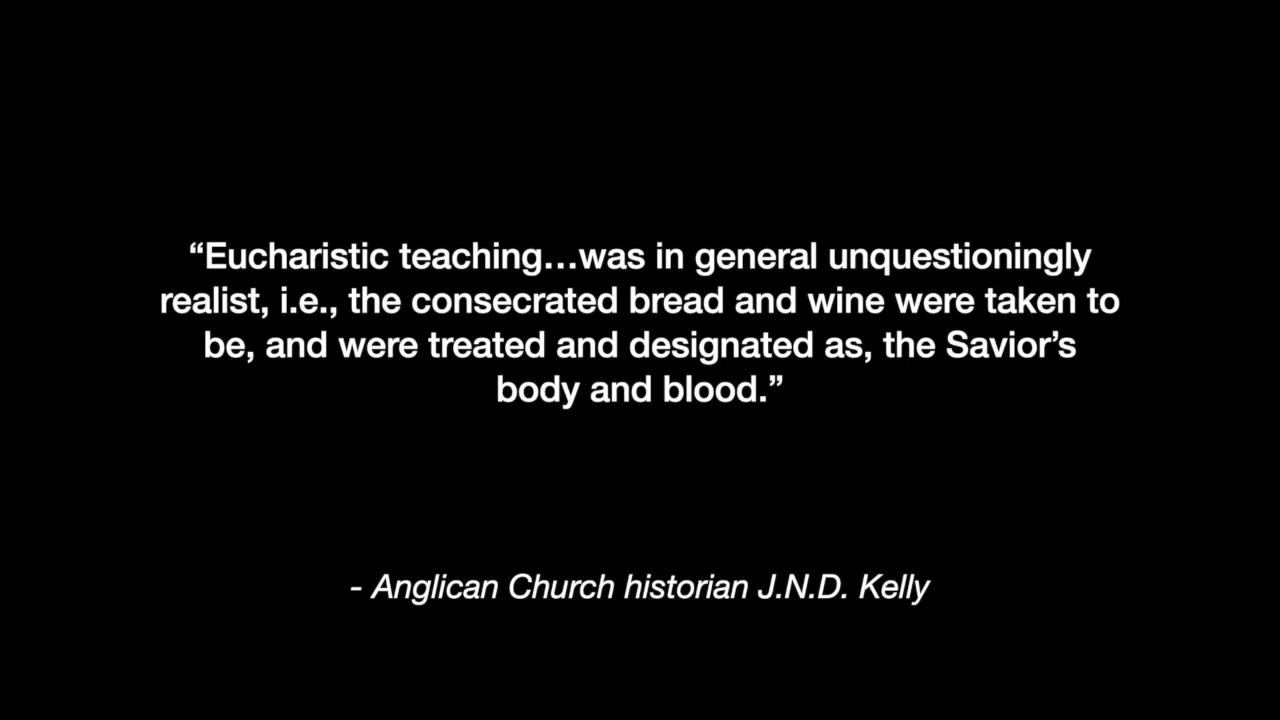 “Eucharistic teaching…was in general unquestioningly
realist, i.e., the consecrated bread and wine were taken to
be, and were treated and designated as, the Savior’s
body and blood.”
- Anglican Church historian J.N.D. Kelly